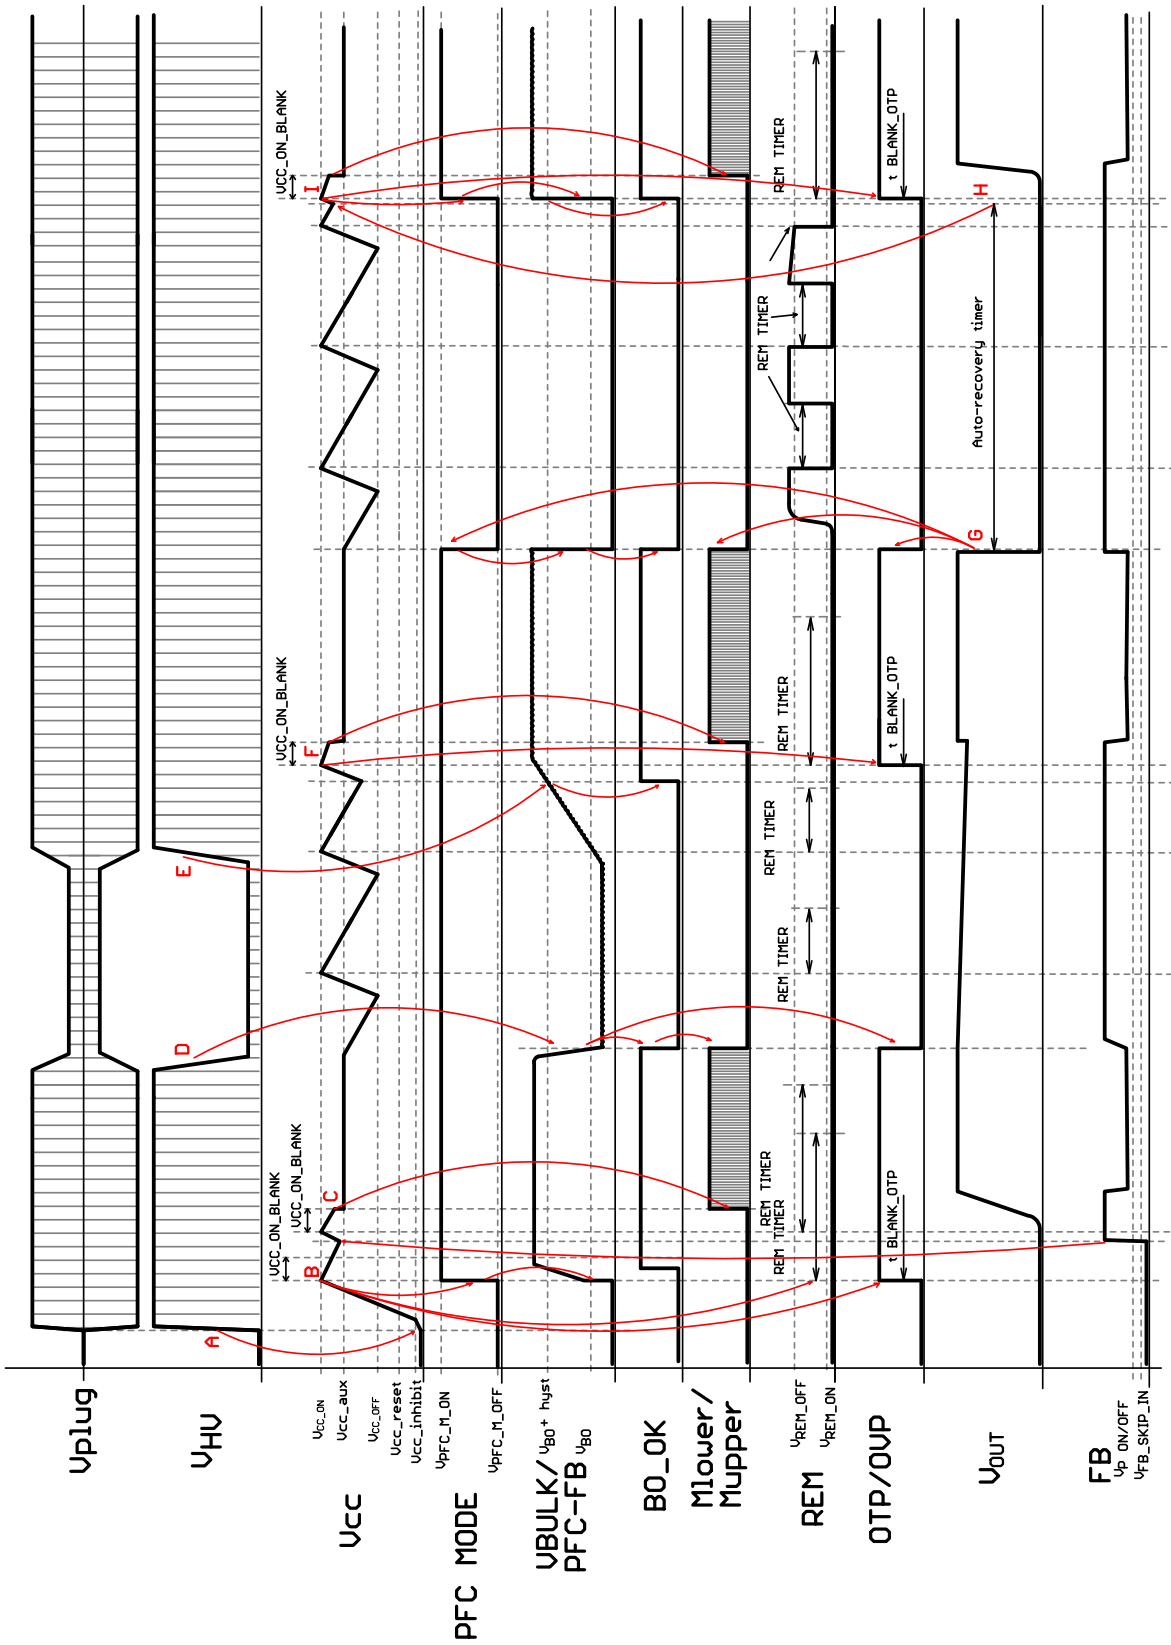 Vplug
VHV
A
D
E
VCC_ON_BLANK
VCC_ON_BLANK
VCC_ON_BLANK
VCC_ON_BLANK
B
C
F
I
Vcc
VCC_ON
Vcc_aux
VCC_OFF
Vcc_reset
Vcc_inhibit
PFC MODE
VPFC_M_ON
VPFC_M_OFF
VBULK/
PFC-FB
VBO+ hyst
VBO
BO_OK
Mlower/
Mupper
REM
VREM_OFF
VREM_ON
REM TIMER
REM TIMER
REM TIMER
REM TIMER
REM TIMER
REM TIMER
REM TIMER
OTP/OVP
t BLANK_OTP
t BLANK_OTP
t BLANK_OTP
VOUT
G
Auto-recovery timer
H
FB
VP ON/OFF
VFB_SKIP_IN